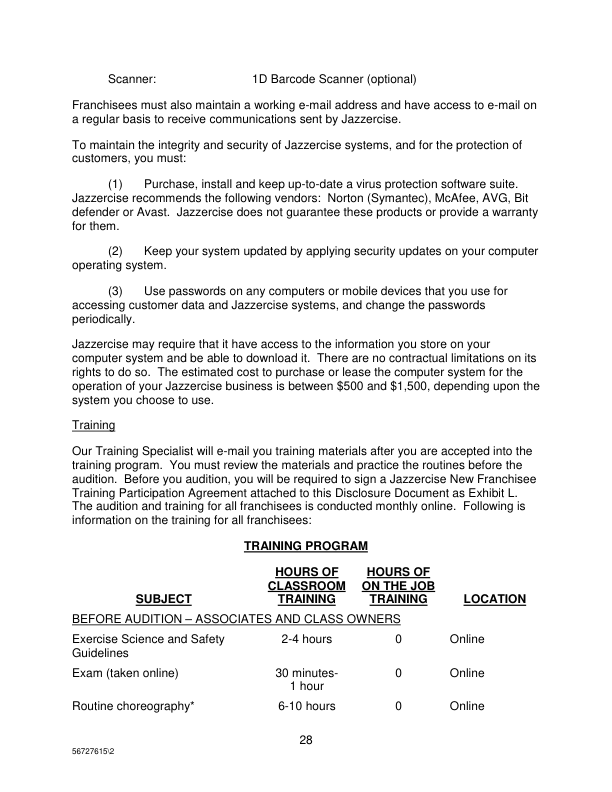 Scanner: 1D Barcode Scanner (optional)
Franchisees must also maintain a working e-mail address and have access to e-mail on
a regular basis to receive communications sent by Jazzercise.
To maintain the integrity and security of Jazzercise systems, and for the protection of
customers, you must:
(1) Purchase, install and keep up-to-date a virus protection software suite.
Jazzercise recommends the following vendors: Norton (Symantec), McAfee, AVG, Bit
defender or Avast. Jazzercise does not guarantee these products or provide a warranty
for them.
(2) Keep your system updated by applying security updates on your computer
operating system.
(3) Use passwords on any computers or mobile devices that you use for
accessing customer data and Jazzercise systems, and change the passwords
periodically.
Jazzercise may require that it have access to the information you store on your
computer system and be able to download it. There are no contractual limitations on its
rights to do so. The estimated cost to purchase or lease the computer system for the
operation of your Jazzercise business is between $500 and $1,500, depending upon the
system you choose to use.
Training
Our Training Specialist will e-mail you training materials after you are accepted into the
training program. You must review the materials and practice the routines before the
audition. Before you audition, you will be required to sign a Jazzercise New Franchisee
Training Participation Agreement attached to this Disclosure Document as Exhibit L.
The audition and training for all franchisees is conducted monthly online. Following is
information on the training for all franchisees:
TRAINING PROGRAM
HOURS OF HOURS OF
CLASSROOM ON THE JOB
SUBJECT TRAINING TRAINING LOCATION
BEFORE AUDITION – ASSOCIATES AND CLASS OWNERS
Exercise Science and Safety 2-4 hours 0 Online
Guidelines
Exam (taken online) 30 minutes- 0 Online
1 hour
Routine choreography* 6-10 hours 0 Online
28
56727615\2